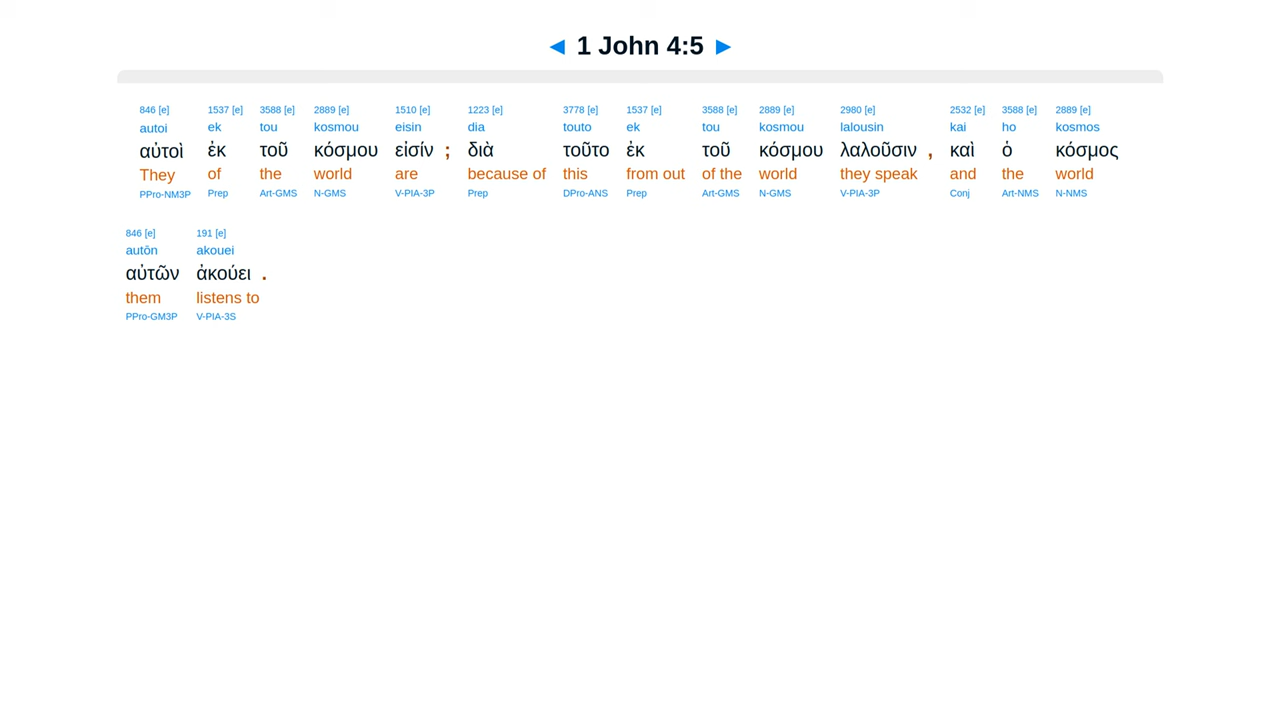 ◄ 1 John 4:5 ►
846 [e] 1537 [e] 3588 [e] 2889 [e] 1510 [e] 1223 [e] 3778 [e] 1537 [e] 3588 [e] 2889 [e] 2980 [e] 2532 [e] 3588 [e] 2889 [e]
autoi ek tou kosmou eisin dia touto ek tou kosmou lalousin kai ho kosmos
αὐτοὶ ἐκ τοῦ κόσμου εἰσίν ; διὰ τοῦτο ἐκ τοῦ κόσμου λαλοῦσιν , καὶ ὁ κόσμος
They of the world are because of this from out of the world they speak and the world
PPro-NM3P Prep Art-GMS N-GMS V-PIA-3P Prep DPro-ANS Prep Art-GMS N-GMS V-PIA-3P Conj Art-NMS N-NMS
846 [e] 191 [e]
autōn akouei
αὐτῶν ἀκούει .
them listens to
PPro-GM3P V-PIA-3S